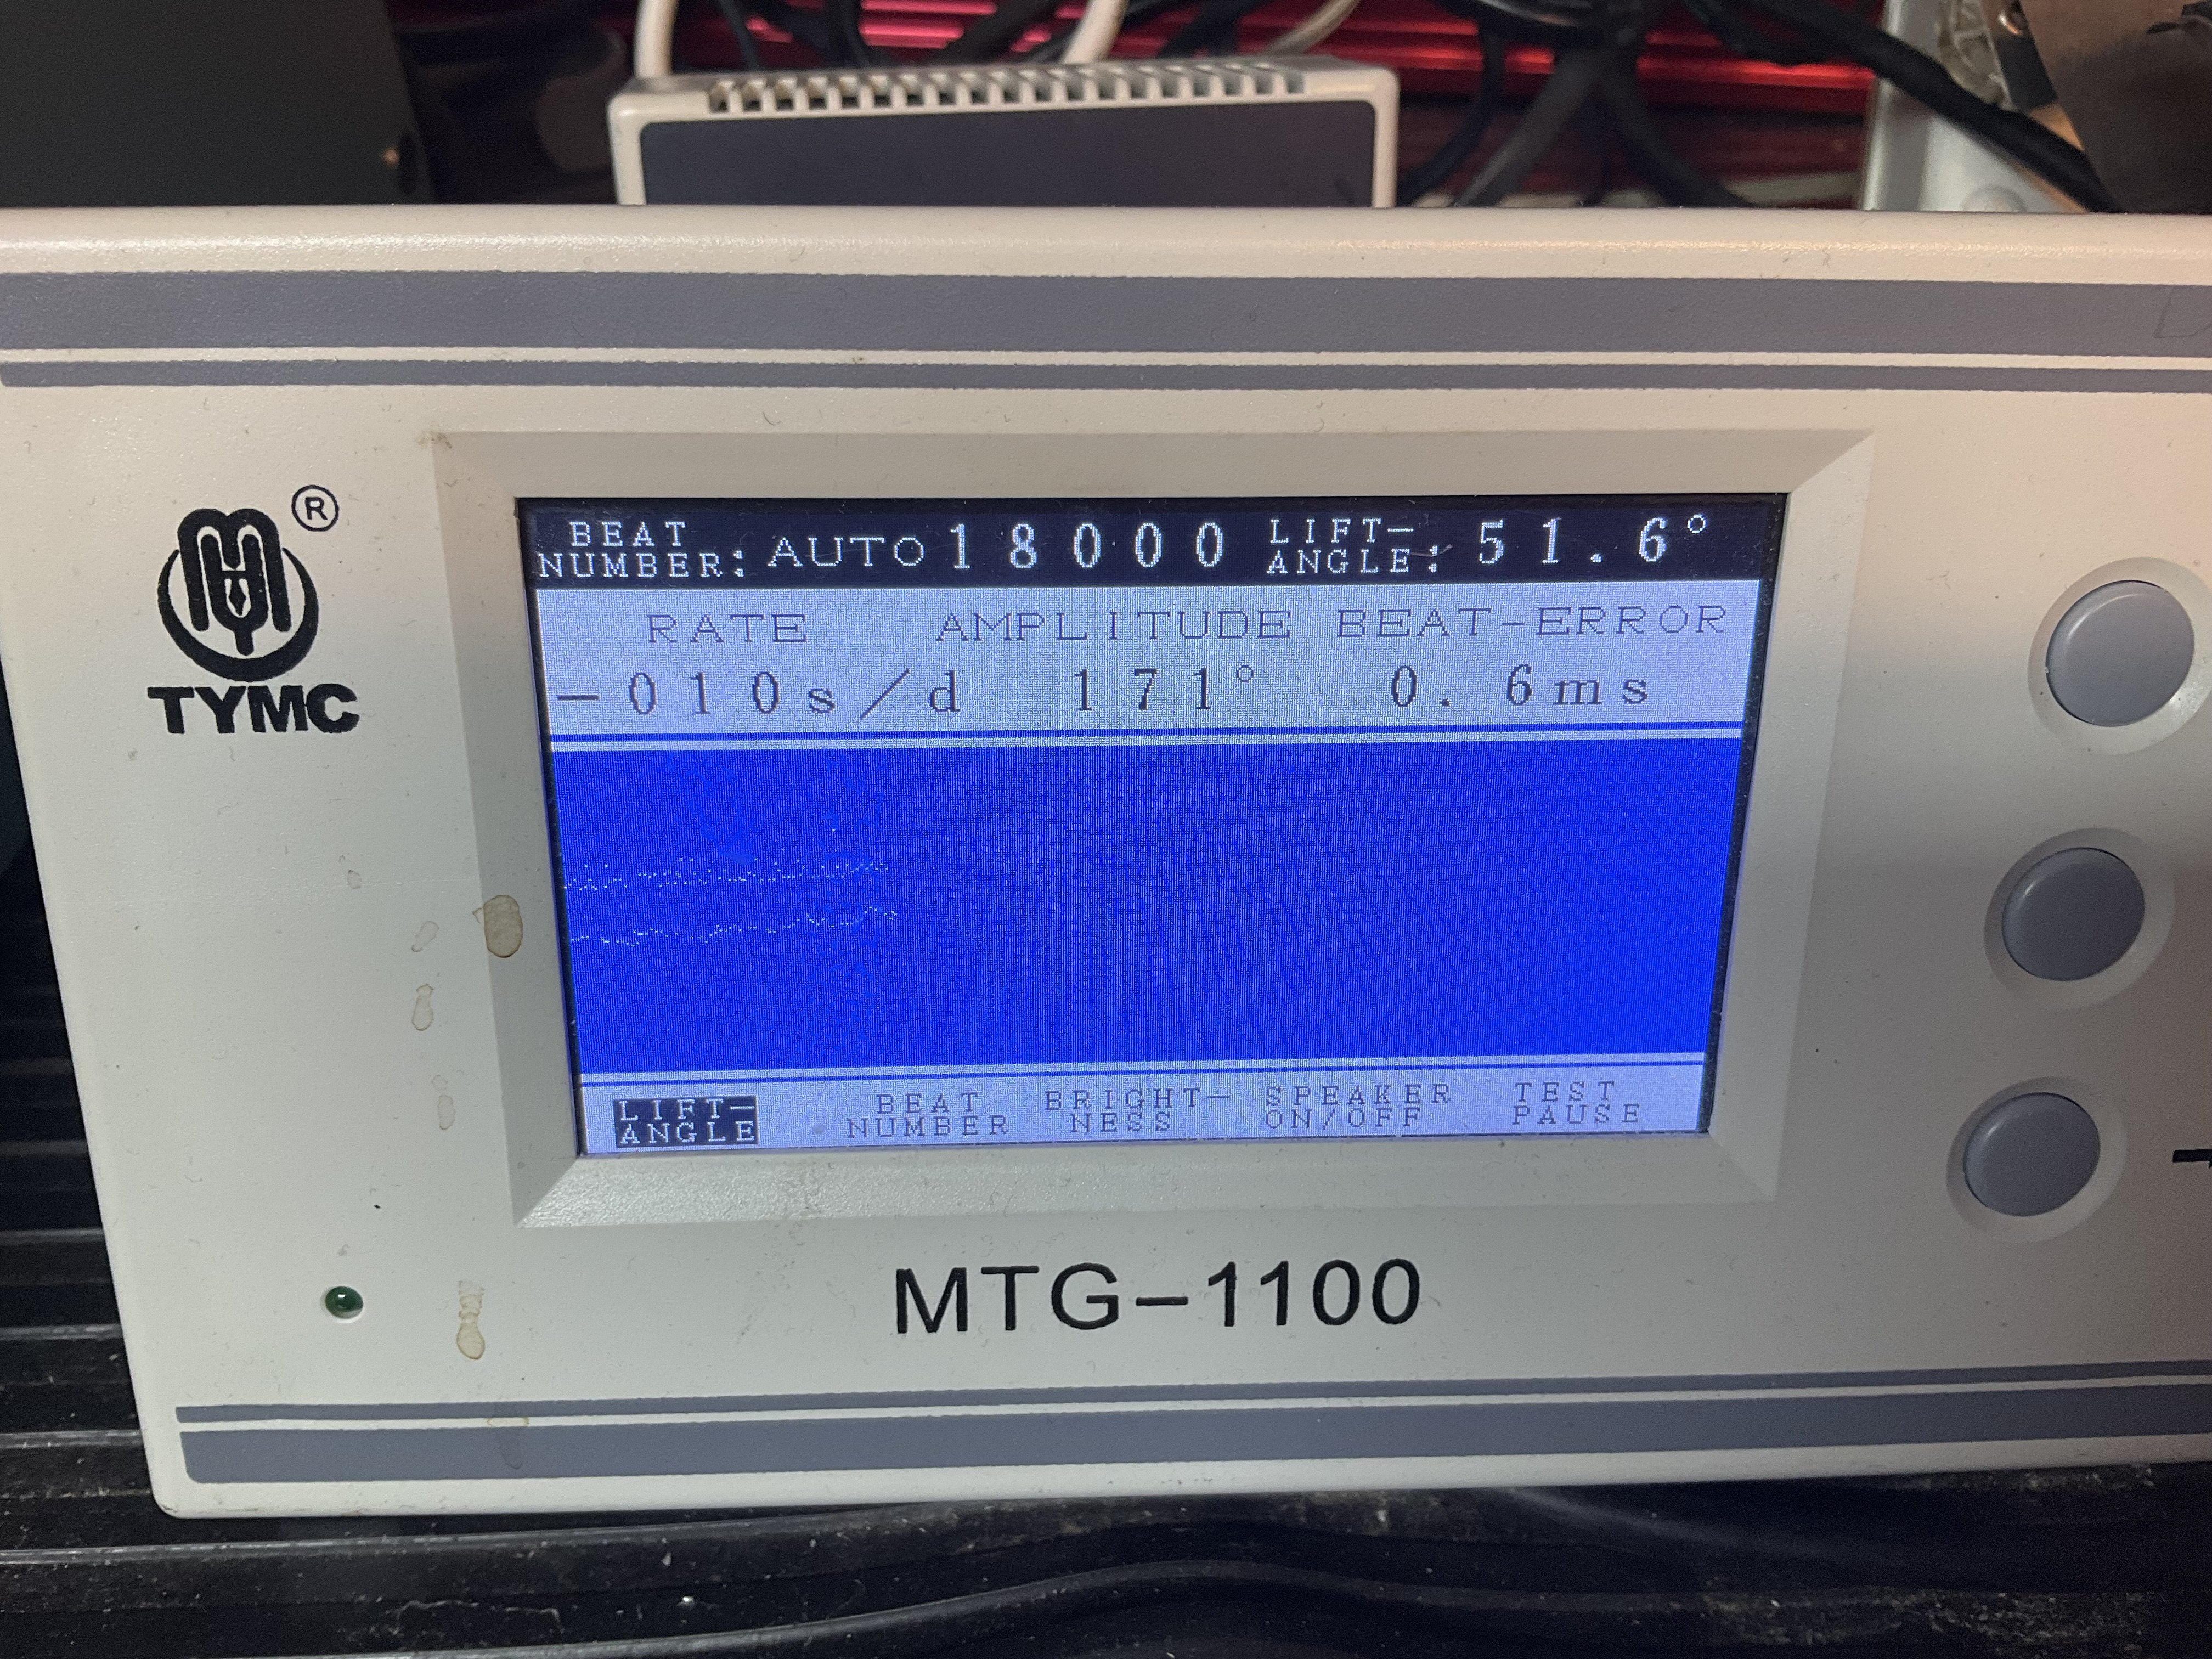 ®
TYMC
BEAT NUMBER: AUTO 18000 LIFT-ANGLE: 51.6°
RATE AMPLITUDE BEAT-ERROR
-010s/d 171° 0.6ms
LIFT-ANGLE BEAT NUMBER BRIGHT-NESS SPEAKER ON/OFF TEST PAUSE
MTG-1100